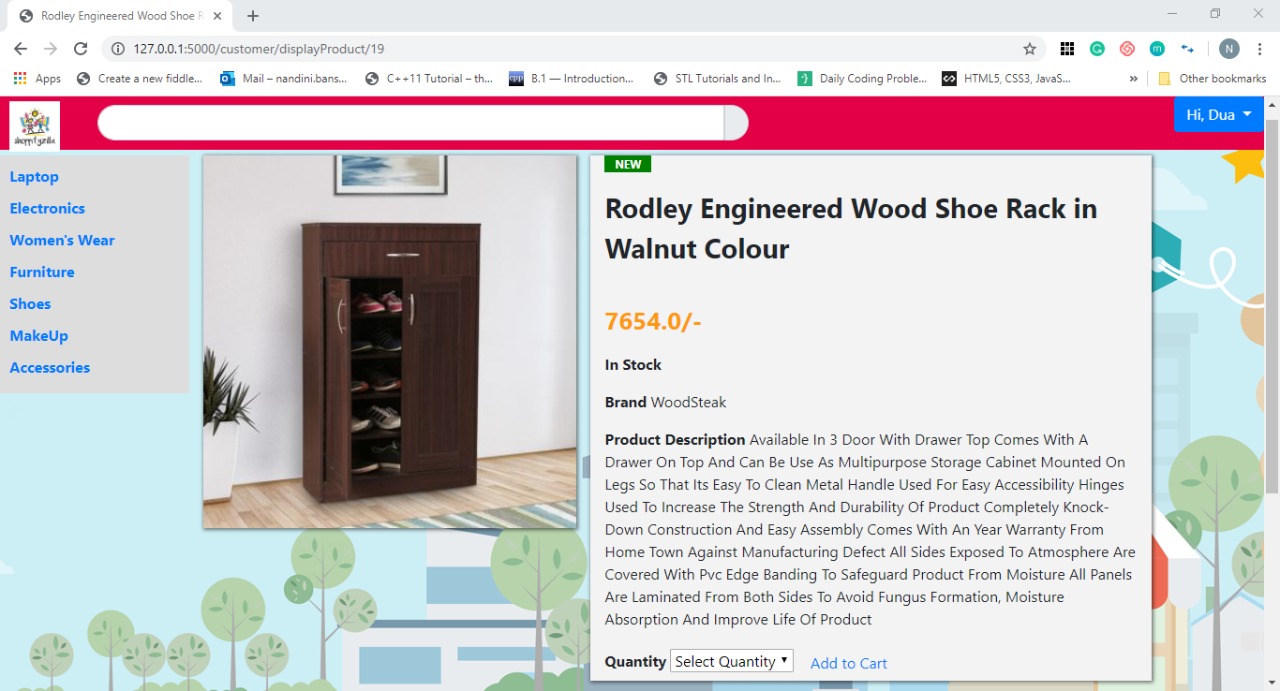 Rodley Engineered Wood Shoe R
127.0.0.1:5000/customer/displayProduct/19
N
Apps Create a new fiddle... Mail – nandini.bans... C++11 Tutorial – th... B.1 — Introduction... STL Tutorials and In... Daily Coding Proble... HTML5, CSS3, JavaS... » Other bookmarks
shoppifyzilla
Hi, Dua
Laptop
Electronics
Women's Wear
Furniture
Shoes
MakeUp
Accessories
NEW
Rodley Engineered Wood Shoe Rack in
Walnut Colour
7654.0/-
In Stock
Brand WoodSteak
Product Description Available In 3 Door With Drawer Top Comes With A
Drawer On Top And Can Be Use As Multipurpose Storage Cabinet Mounted On
Legs So That Its Easy To Clean Metal Handle Used For Easy Accessibility Hinges
Used To Increase The Strength And Durability Of Product Completely Knock-
Down Construction And Easy Assembly Comes With An Year Warranty From
Home Town Against Manufacturing Defect All Sides Exposed To Atmosphere Are
Covered With Pvc Edge Banding To Safeguard Product From Moisture All Panels
Are Laminated From Both Sides To Avoid Fungus Formation, Moisture
Absorption And Improve Life Of Product
Quantity Select Quantity Add to Cart